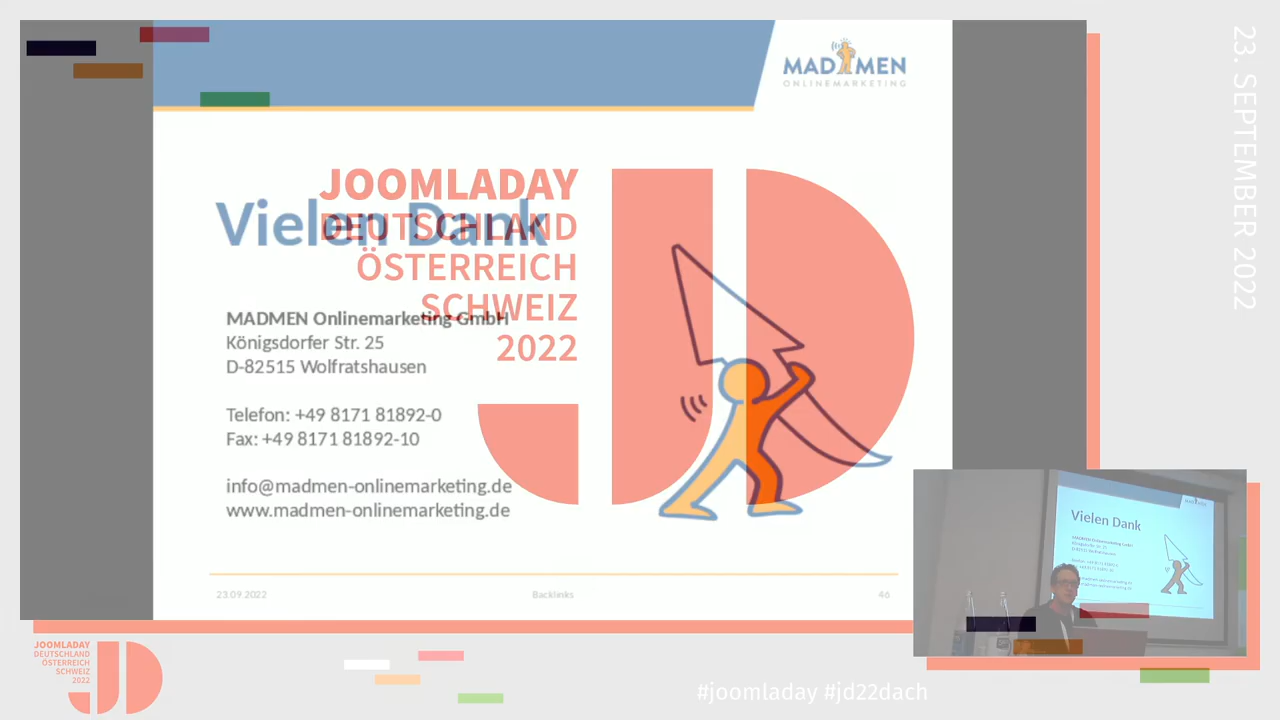 MAD MEN
ONLINEMARKETING
23. SEPTEMBER 2022
JOOMLADAY
DEUTSCHLAND
ÖSTERREICH
SCHWEIZ
2022
Vielen Dank
MADMEN Onlinemarketing GmbH
Königsdorfer Str. 25
D-82515 Wolfratshausen
Telefon: +49 8171 81892-0
Fax: +49 8171 81892-10
info@madmen-onlinemarketing.de
www.madmen-onlinemarketing.de
23.09.2022
Backlinks
46
Vielen Dank
JOOMLADAY
DEUTSCHLAND
ÖSTERREICH
SCHWEIZ
2022
#joomladay #jd22dach